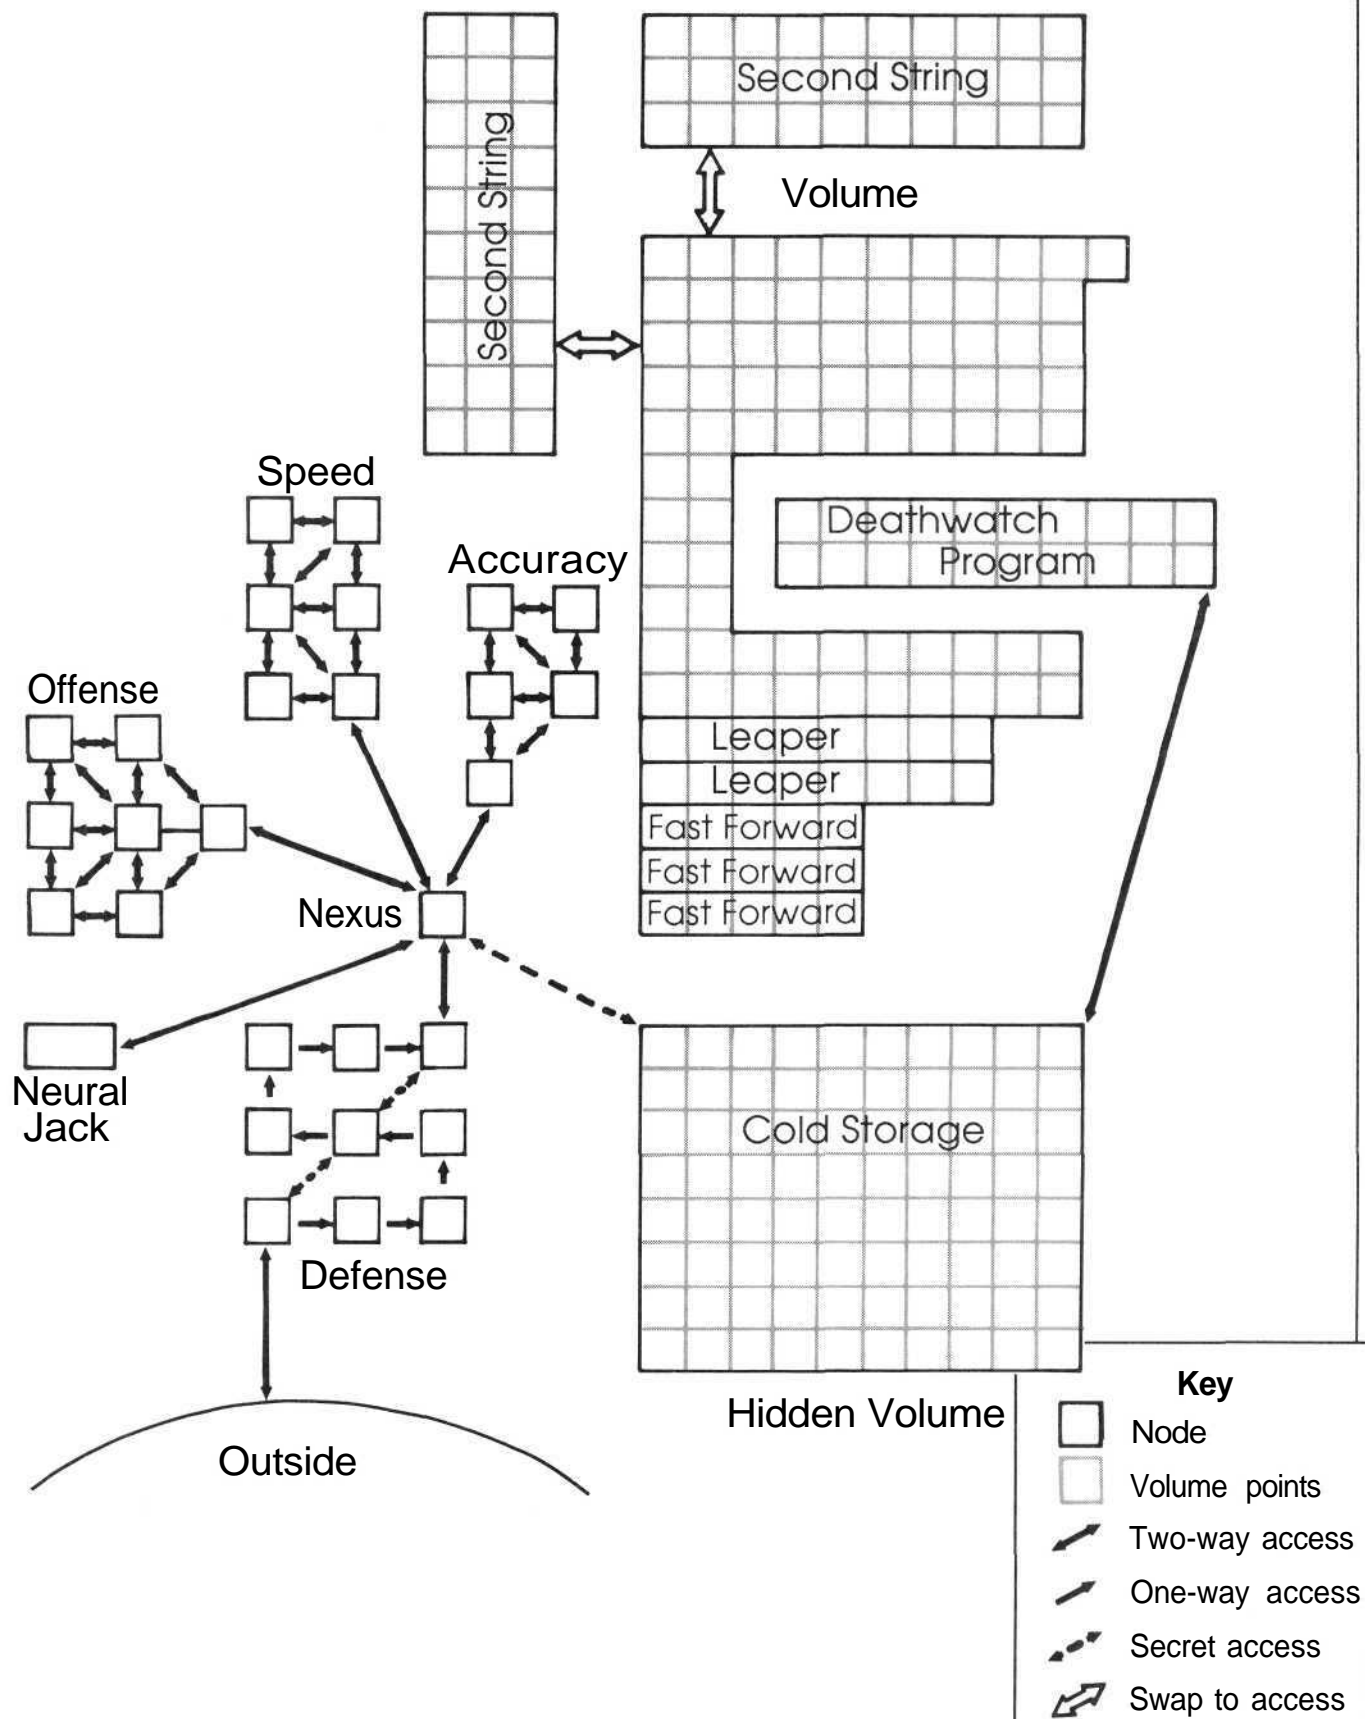 Second String
Second String
Volume
Speed
Deathwatch
Program
Accuracy
Offense
Leaper
Leaper
Fast Forward
Fast Forward
Fast Forward
Nexus
Neural
Jack
Cold Storage
Defense
Hidden Volume
Outside
Key
Node
Volume points
Two-way access
One-way access
Secret access
Swap to access